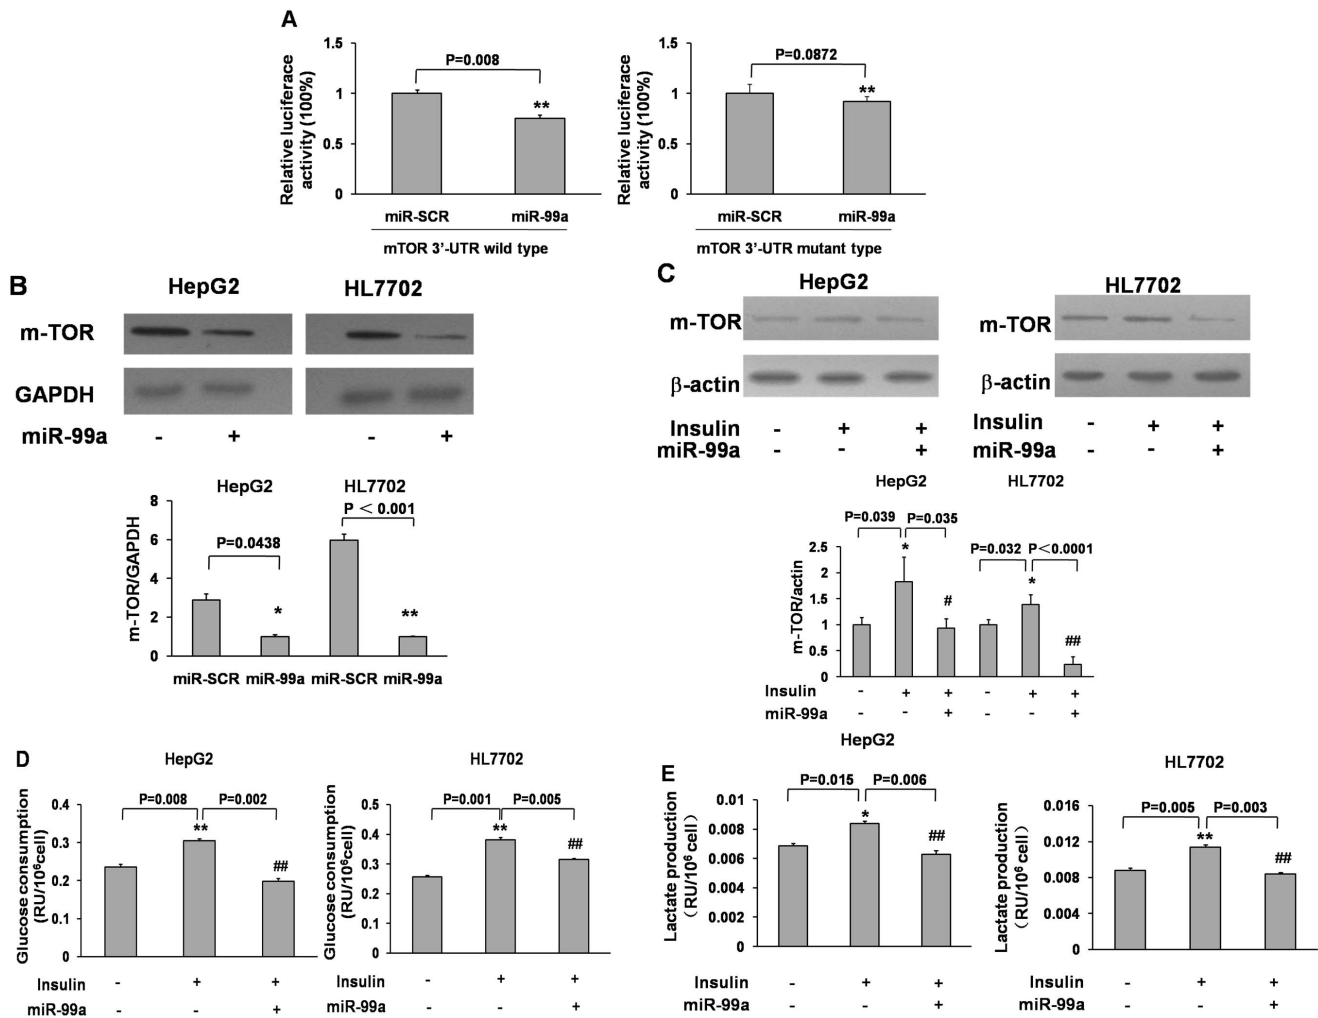 A
Relative luciferace
activity (100%)
1.5
1
0.5
0
P=0.008
**
miR-SCR miR-99a
mTOR 3'-UTR wild type
Relative luciferace
activity (100%)
1.5
1
0.5
0
P=0.0872
**
miR-SCR miR-99a
mTOR 3'-UTR mutant type
B
HepG2 HL7702
m-TOR
GAPDH
miR-99a - + - +
HepG2 HL7702
m-TOR/GAPDH
8
6
4
2
0
P=0.0438
P < 0.001
* **
miR-SCR miR-99a miR-SCR miR-99a
C
HepG2
m-TOR
β-actin
Insulin - + +
miR-99a - - +
HL7702
m-TOR
β-actin
Insulin - + +
miR-99a - - +
HepG2 HL7702
m-TOR/actin
2.5
2
1.5
1
0.5
0
P=0.039 P=0.035
P=0.032 P<0.0001
* # * ##
Insulin - + + - + +
miR-99a - - + - - +
D
HepG2
Glucose consumption
(RU/10⁶cell)
0.4
0.3
0.2
0.1
0
P=0.008 P=0.002
** ##
Insulin - + +
miR-99a - - +
HL7702
Glucose consumption
(RU/10⁶cell)
0.5
0.4
0.3
0.2
0.1
0
P=0.001 P=0.005
** ##
Insulin - + +
miR-99a - - +
E
HepG2
Lactate production
(RU/10⁶ cell)
0.01
0.008
0.006
0.004
0.002
0
P=0.015 P=0.006
* ##
Insulin - + +
miR-99a - - +
HL7702
Lactate production
(RU/10⁶ cell)
0.016
0.012
0.008
0.004
0
P=0.005 P=0.003
** ##
Insulin - + +
miR-99a - - +